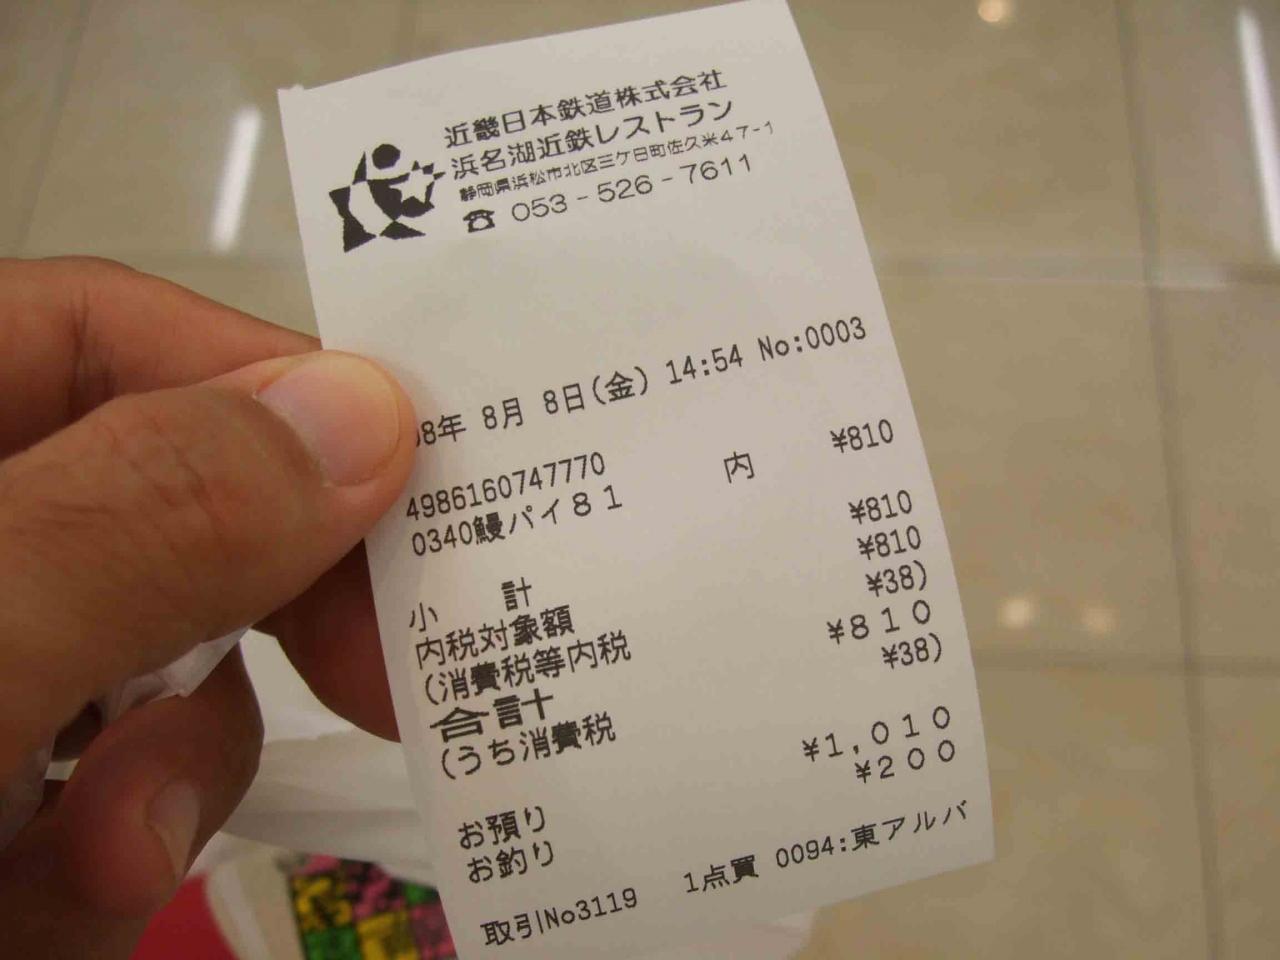 近畿日本鉄道株式会社
浜名湖近鉄レストラン
静岡県浜松市北区三ケ日町佐久米47-1
☎ 053-526-7611
8年 8月 8日(金) 14:54 No:0003
4986160747770
0340鰻パイ81 内 ¥810
小 計 ¥810
内税対象額 ¥810
(消費税等内税 ¥38)
合計 ¥810
(うち消費税 ¥38)
お預り ¥1,010
お釣り ¥200
取引No3119 1点買 0094:東アルバ